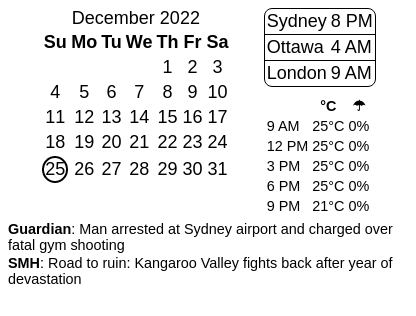 December 2022
Su Mo Tu We Th Fr Sa
1 2 3
4 5 6 7 8 9 10
11 12 13 14 15 16 17
18 19 20 21 22 23 24
25 26 27 28 29 30 31
Sydney 8 PM
Ottawa 4 AM
London 9 AM
°C ☂
9 AM 25°C 0%
12 PM 25°C 0%
3 PM 25°C 0%
6 PM 25°C 0%
9 PM 21°C 0%
Guardian: Man arrested at Sydney airport and charged over
fatal gym shooting
SMH: Road to ruin: Kangaroo Valley fights back after year of
devastation